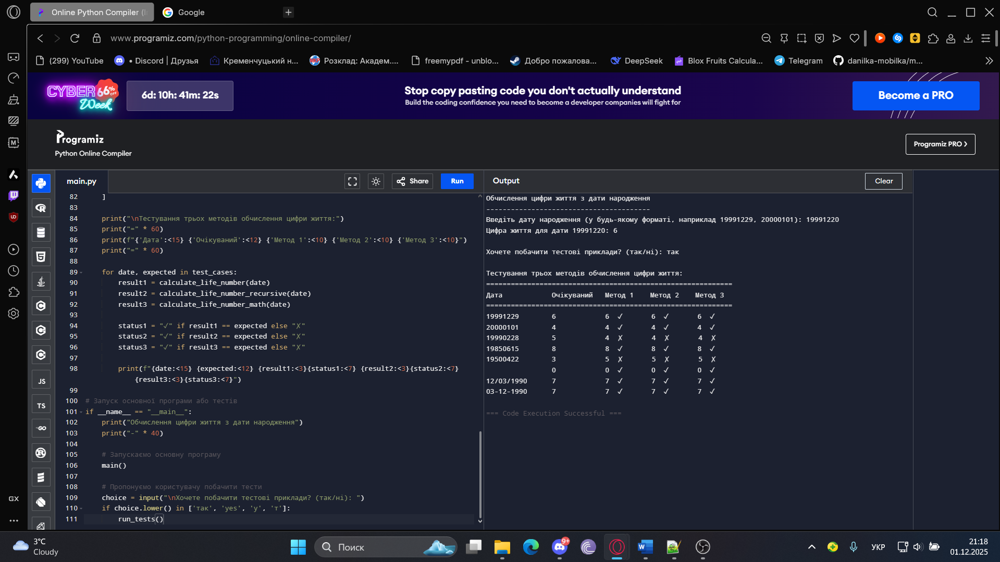 Online Python Compiler (I
Google
www.programiz.com/python-programming/online-compiler/
(299) YouTube
• Discord | Друзья
Кременчуцький н...
Розклад: Академ....
freemypdf - unblo...
Добро пожалова...
DeepSeek
Blox Fruits Calcula...
Telegram
danilka-mobilka/m...
CYBER Week 66% OFF
6d: 10h: 41m: 22s
Stop copy pasting code you don't actually understand
Build the coding confidence you need to become a developer companies will fight for
Become a PRO
Programiz
Python Online Compiler
Programiz PRO >
main.py
Share
Run
Output
Clear
82 ]
83
84 print("\nТестування трьох методів обчислення цифри життя:")
85 print("=" * 60)
86 print(f"{'Дата':<15} {'Очікуваний':<12} {'Метод 1':<10} {'Метод 2':<10} {'Метод 3':<10}")
87 print("=" * 60)
88
89 for date, expected in test_cases:
90 result1 = calculate_life_number(date)
91 result2 = calculate_life_number_recursive(date)
92 result3 = calculate_life_number_math(date)
93
94 status1 = "✓" if result1 == expected else "✗"
95 status2 = "✓" if result2 == expected else "✗"
96 status3 = "✓" if result3 == expected else "✗"
97
98 print(f"{date:<15} {expected:<12} {result1:<3}{status1:<7} {result2:<3}{status2:<7}
{result3:<3}{status3:<7}")
99
100 # Запуск основної програми або тестів
101 if __name__ == "__main__":
102 print("Обчислення цифри життя з дати народження")
103 print("-" * 40)
104
105 # Запускаємо основну програму
106 main()
107
108 # Пропонуємо користувачу побачити тести
109 choice = input("\nХочете побачити тестові приклади? (так/ні): ")
110 if choice.lower() in ['так', 'yes', 'y', 'т']:
111 run_tests()
Обчислення цифри життя з дати народження
----------------------------------------
Введіть дату народження (у будь-якому форматі, наприклад 19991229, 20000101): 19991220
Цифра життя для дати 19991220: 6
Хочете побачити тестові приклади? (так/ні): так
Тестування трьох методів обчислення цифри життя:
============================================================
Дата Очікуваний Метод 1 Метод 2 Метод 3
============================================================
19991229 6 6 ✓ 6 ✓ 6 ✓
20000101 4 4 ✓ 4 ✓ 4 ✓
19990228 5 4 ✗ 4 ✗ 4 ✗
19850615 8 8 ✓ 8 ✓ 8 ✓
19500422 3 5 ✗ 5 ✗ 5 ✗
0 0 ✓ 0 ✓ 0 ✓
12/03/1990 7 7 ✓ 7 ✓ 7 ✓
03-12-1990 7 7 ✓ 7 ✓ 7 ✓
=== Code Execution Successful ===
JS
TS
GO
GX
3°C
Cloudy
Поиск
9+
УКР
21:18
01.12.2025